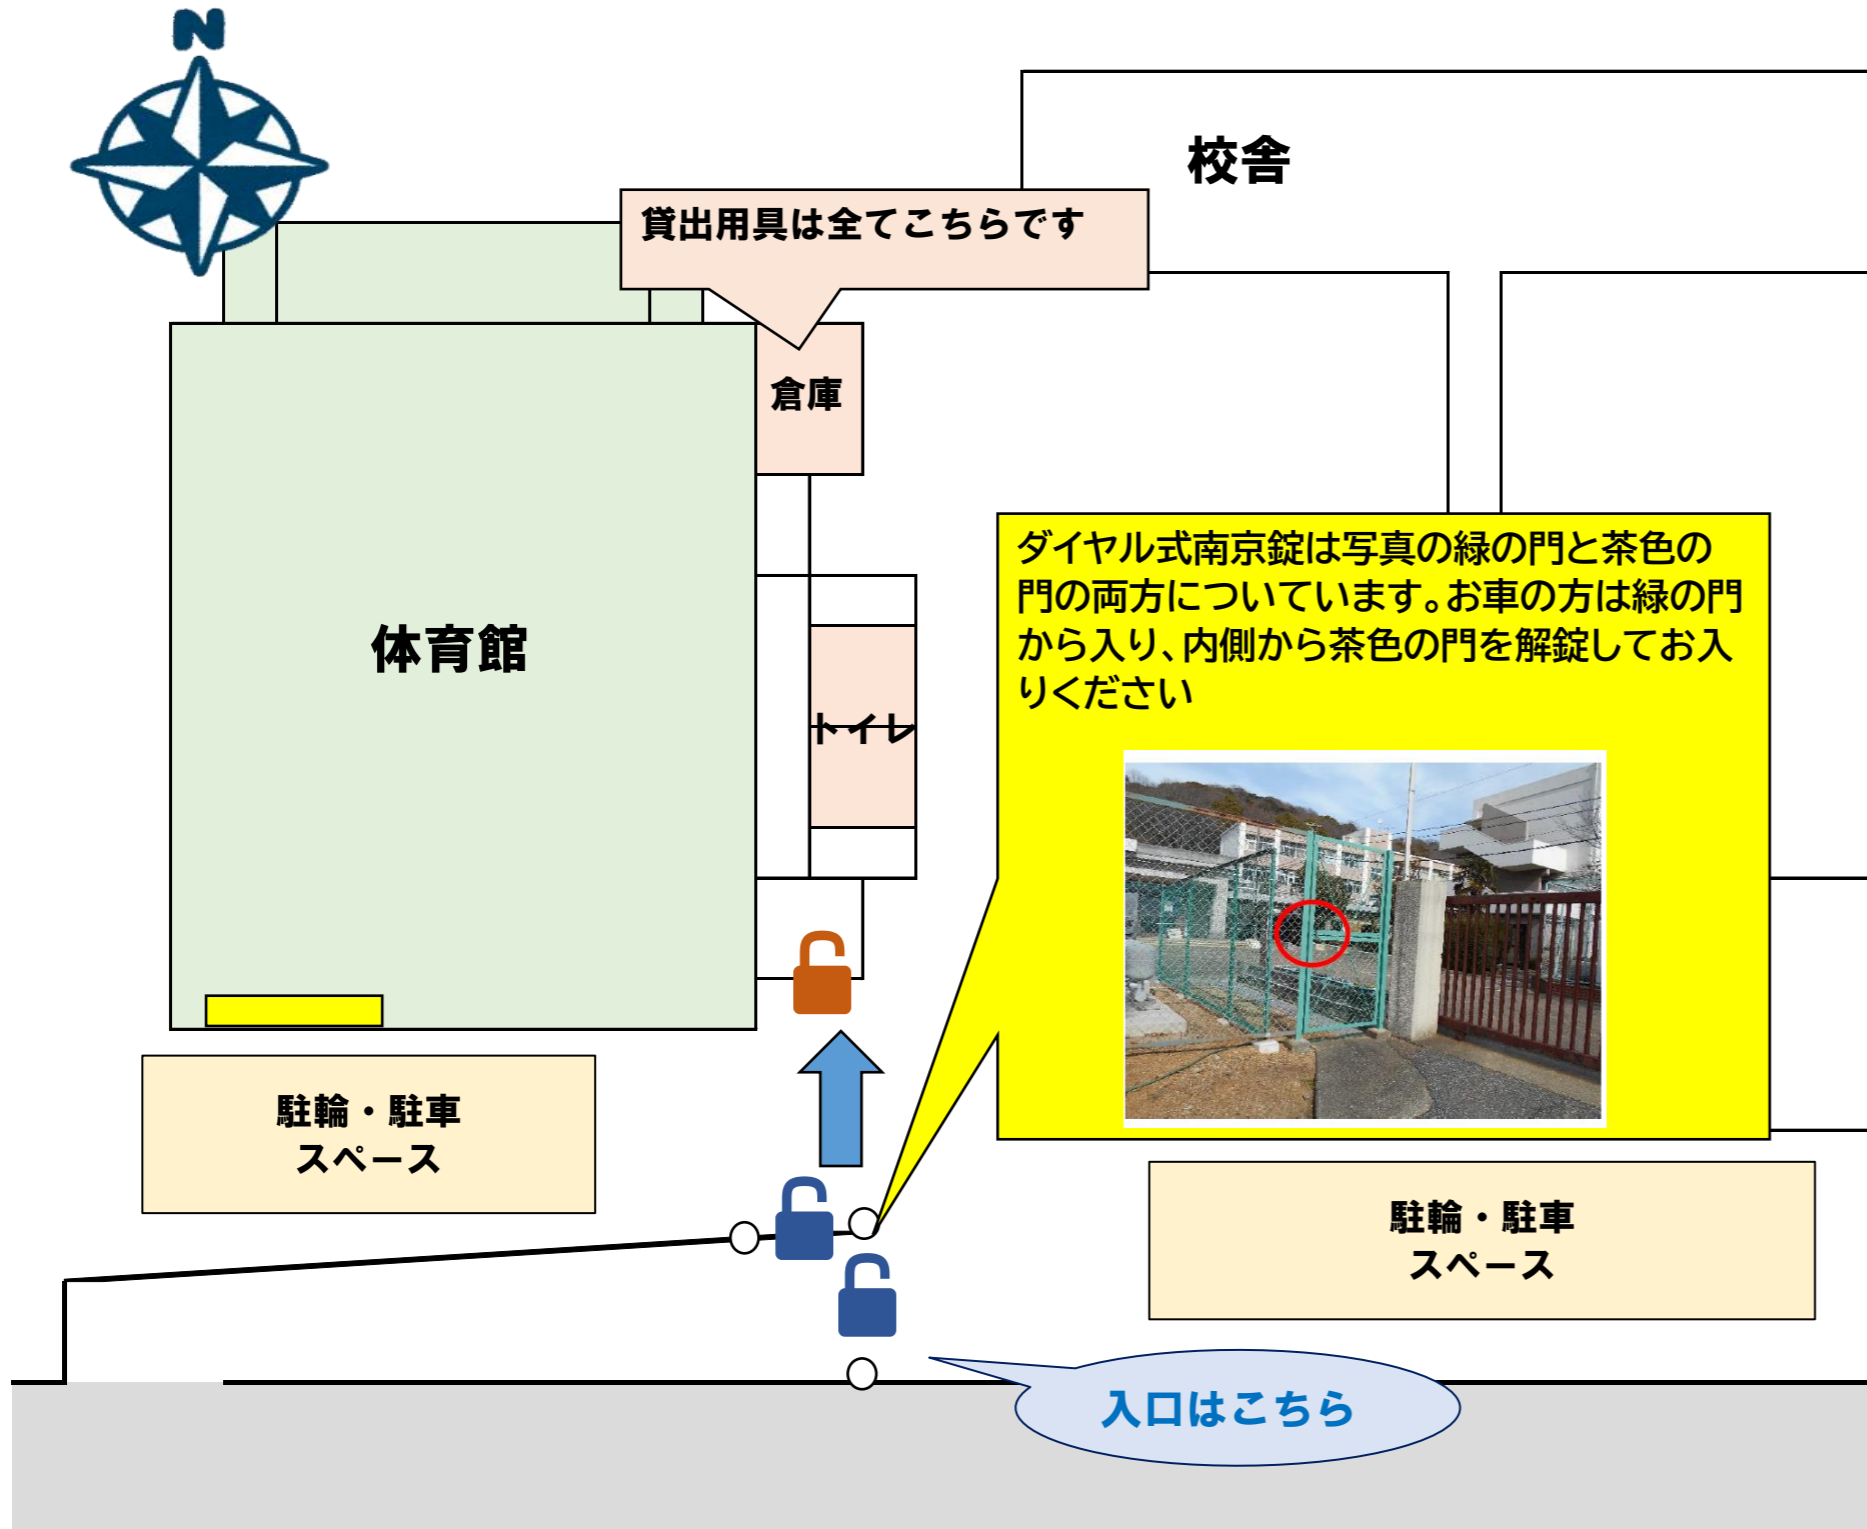 N
校舎
貸出用具は全てこちらです
倉庫
ダイヤル式南京錠は写真の緑の門と茶色の
門の両方についています。お車の方は緑の門
から入り、内側から茶色の門を解錠してお入
りください
体育館
トイレ
駐輪・駐車
スペース
駐輪・駐車
スペース
入口はこちら